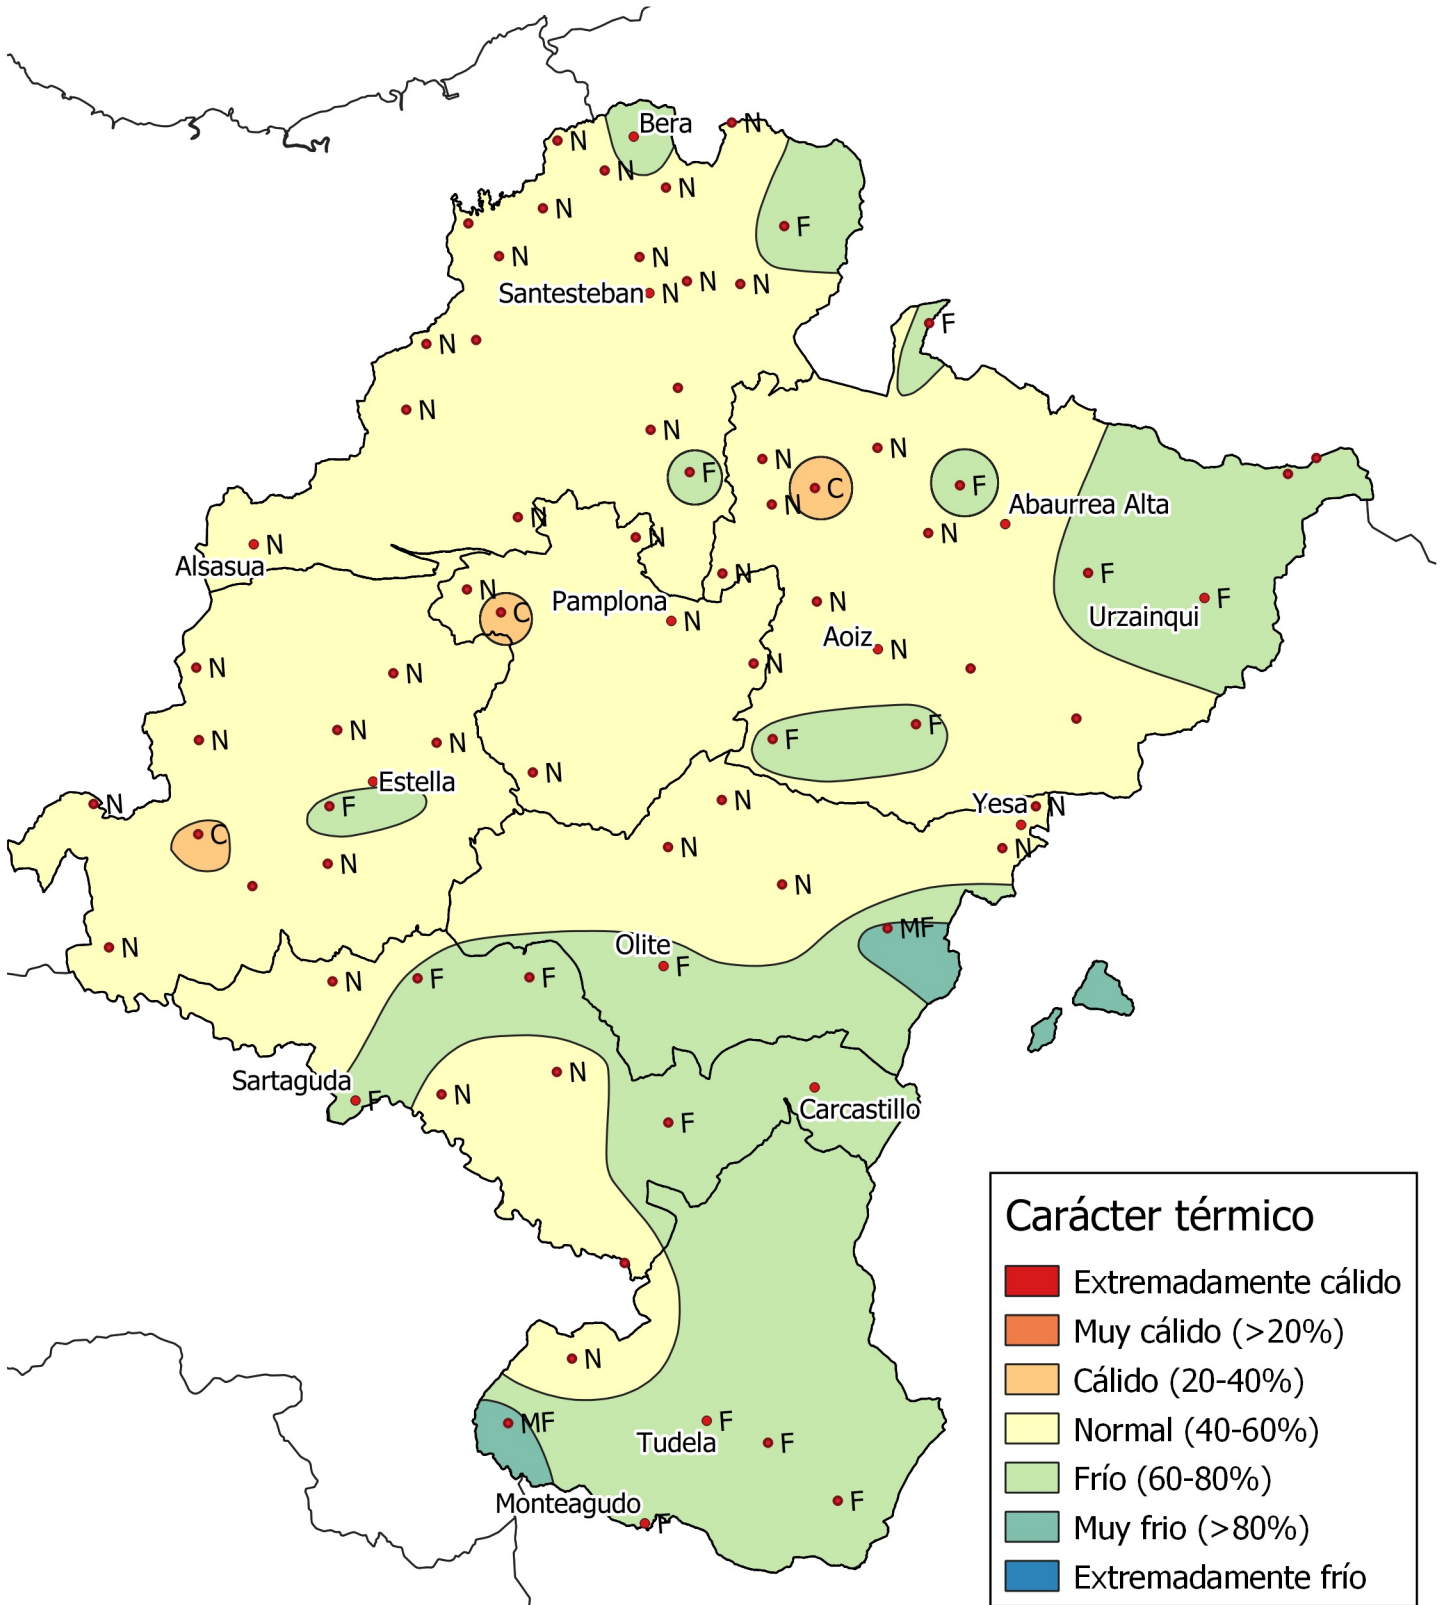 Bera
N
N
N
N
N
F
N
N
N
N
Santesteban
N
F
N
N
N
N
N
F
C
F
N
Abaurrea Alta
N
N
N
N
Alsasua
N
F
N
Pamplona
N
F
C
N
Urzainqui
Aoiz
N
N
N
N
N
F
N
N
F
N
Estella
N
N
Yesa
N
F
C
N
N
N
N
MF
Olite
N
F
N
F
F
N
Sartaguda
F
N
Carcastillo
F
N
MF
F
Tudela
F
F
Monteagudo
F
Carácter térmico
Extremadamente cálido
Muy cálido (>20%)
Cálido (20-40%)
Normal (40-60%)
Frío (60-80%)
Muy frio (>80%)
Extremadamente frío